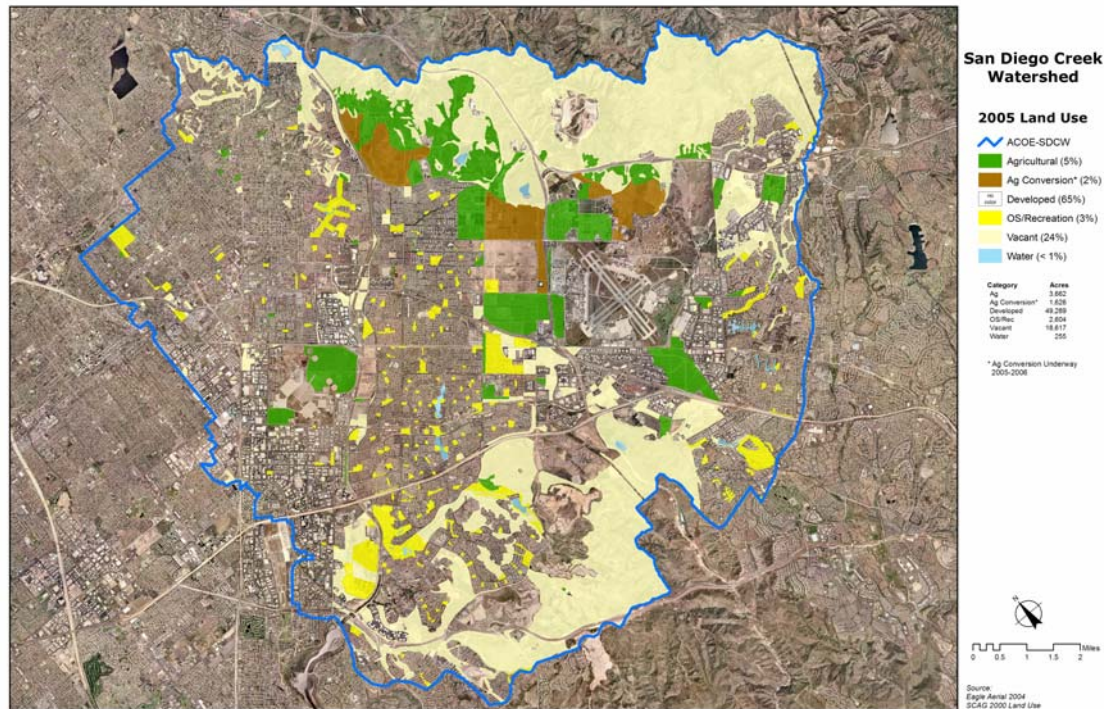 San Diego Creek
Watershed
2005 Land Use
ACOE-SDCW
Agricultural (5%)
Ag Conversion* (2%)
no
color
Developed (65%)
OS/Recreation (3%)
Vacant (24%)
Water (< 1%)
Category Acres
Ag 3,662
Ag Conversion* 1,626
Developed 49,289
OS/Rec 2,604
Vacant 18,617
Water 255
* Ag Conversion Underway
2005-2006
N
Miles
0 0.5 1 1.5 2
Source:
Eagle Aerial 2004
SCAG 2000 Land Use